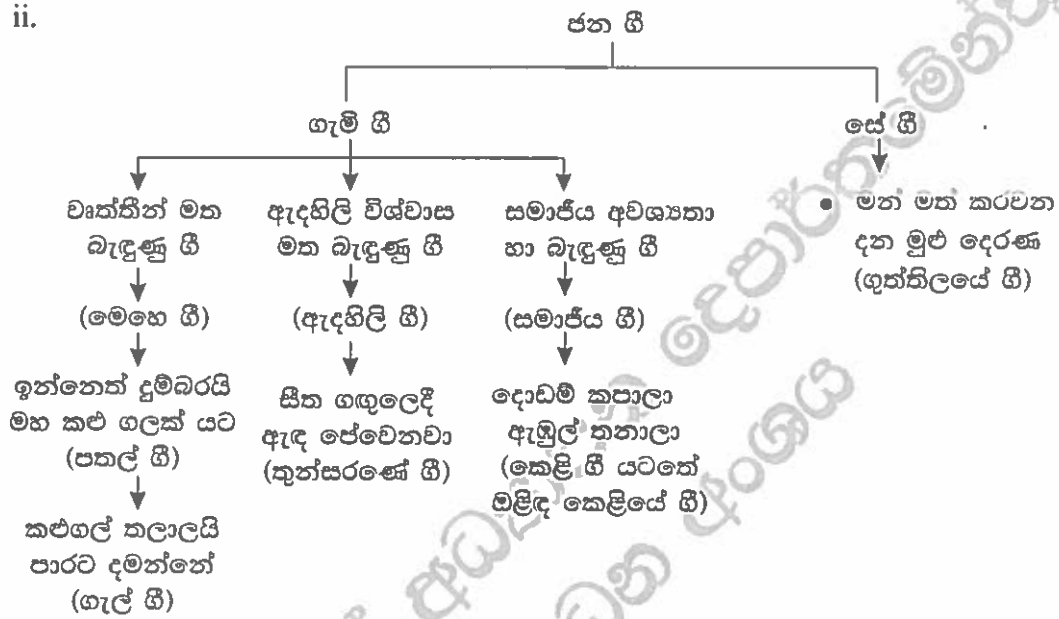 ii.
ජන ගී
ගැමි ගී
සේ ගී
වෘත්තීන් මත
බැඳුණු ගී
(මෙහෙ ගී)
ඉන්නෙත් දුම්බරයි
මහ කළු ගලක් යට
(පතල් ගී)
කළුගල් තලාලයි
පාරට දමන්නේ
(ගැල් ගී)
ඇදහිලි විශ්වාස
මත බැඳුණු ගී
(ඇදහිලි ගී)
සීත ගඟුලෙදී
ඇඳ පේවෙනවා
(තුන්සරණේ ගී)
සමාජීය අවශ්‍යතා
හා බැඳුණු ගී
(සමාජීය ගී)
දොඩම් කපාලා
ඇඹුල් තනාලා
(කෙළි ගී යටතේ
ඔළිඳ කෙළියේ ගී)
• මන් මත් කරවන
දන මුළු දෙරණ
(ගුත්තිලයේ ගී)